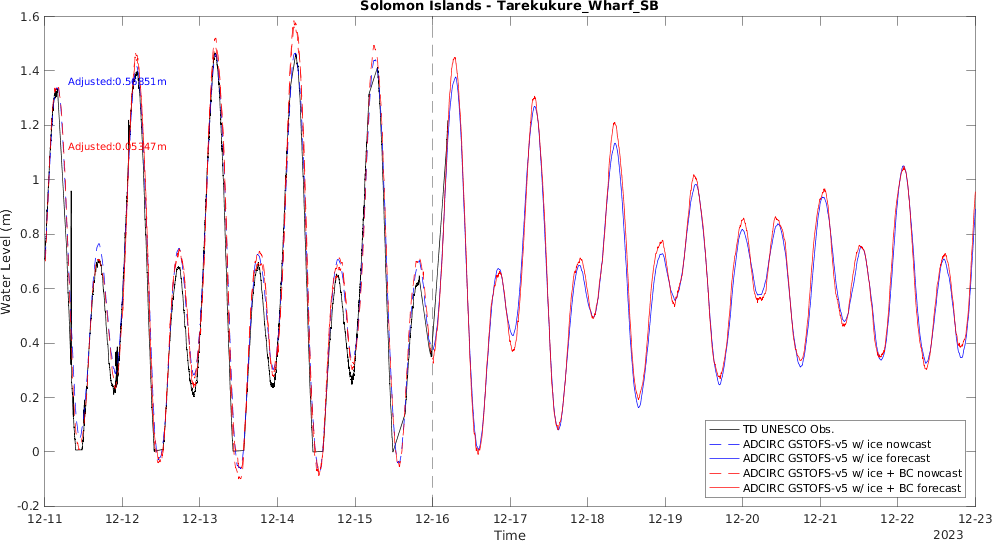 Solomon Islands - Tarekukure_Wharf_SB
Water Level (m)
1.6
1.4
1.2
1
0.8
0.6
0.4
0.2
0
-0.2
Adjusted:0.56351m
Adjusted:0.05347m
TD UNESCO Obs.
ADCIRC GSTOFS-v5 w/ ice nowcast
ADCIRC GSTOFS-v5 w/ ice forecast
ADCIRC GSTOFS-v5 w/ ice + BC nowcast
ADCIRC GSTOFS-v5 w/ ice + BC forecast
12-11 12-12 12-13 12-14 12-15 12-16 12-17 12-18 12-19 12-20 12-21 12-22 12-23
Time
2023